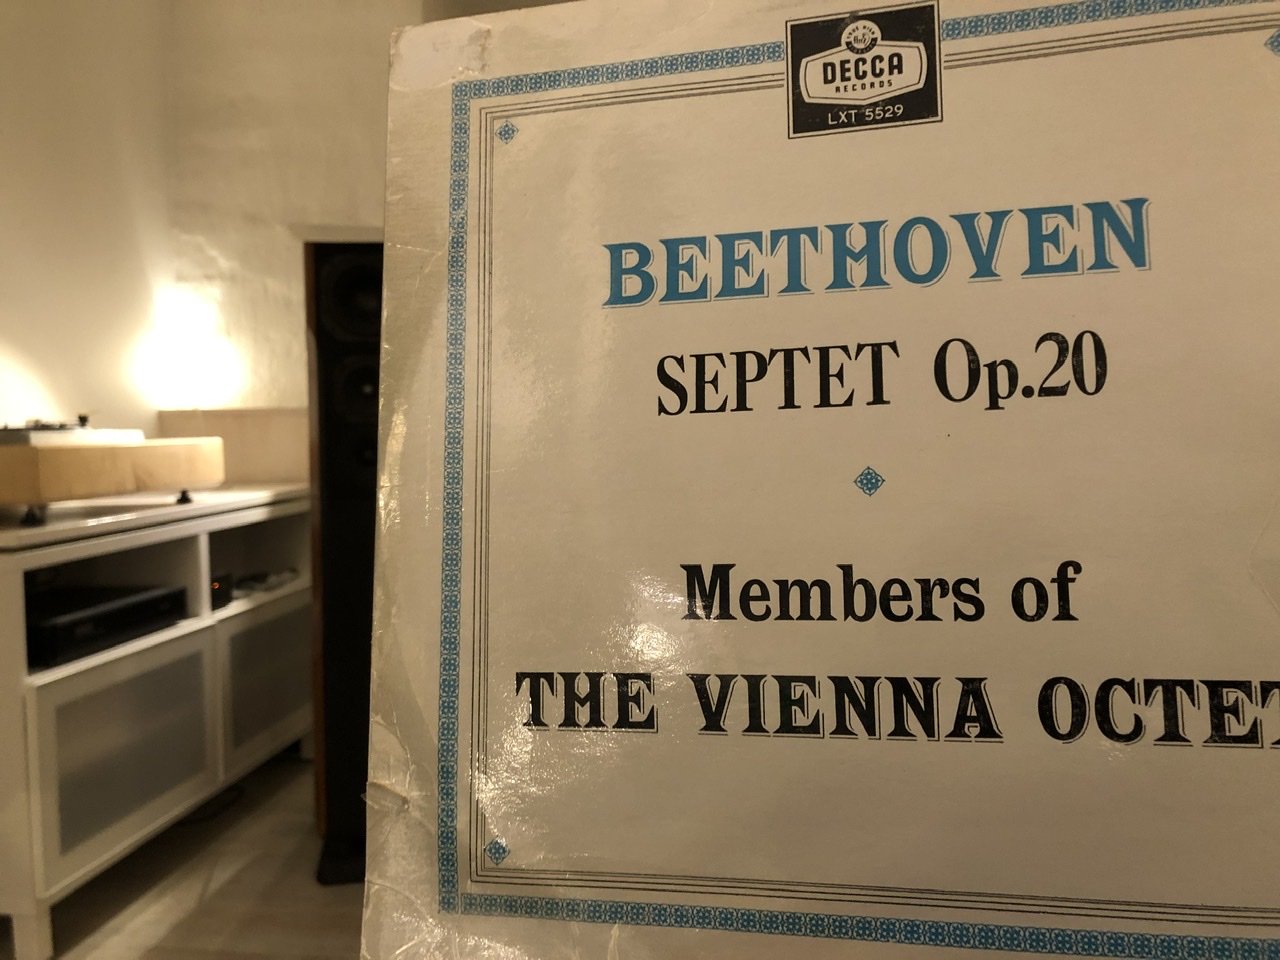 DECCA
RECORDS
LXT 5529
BEETHOVEN
SEPTET Op.20
Members of
THE VIENNA OCTET